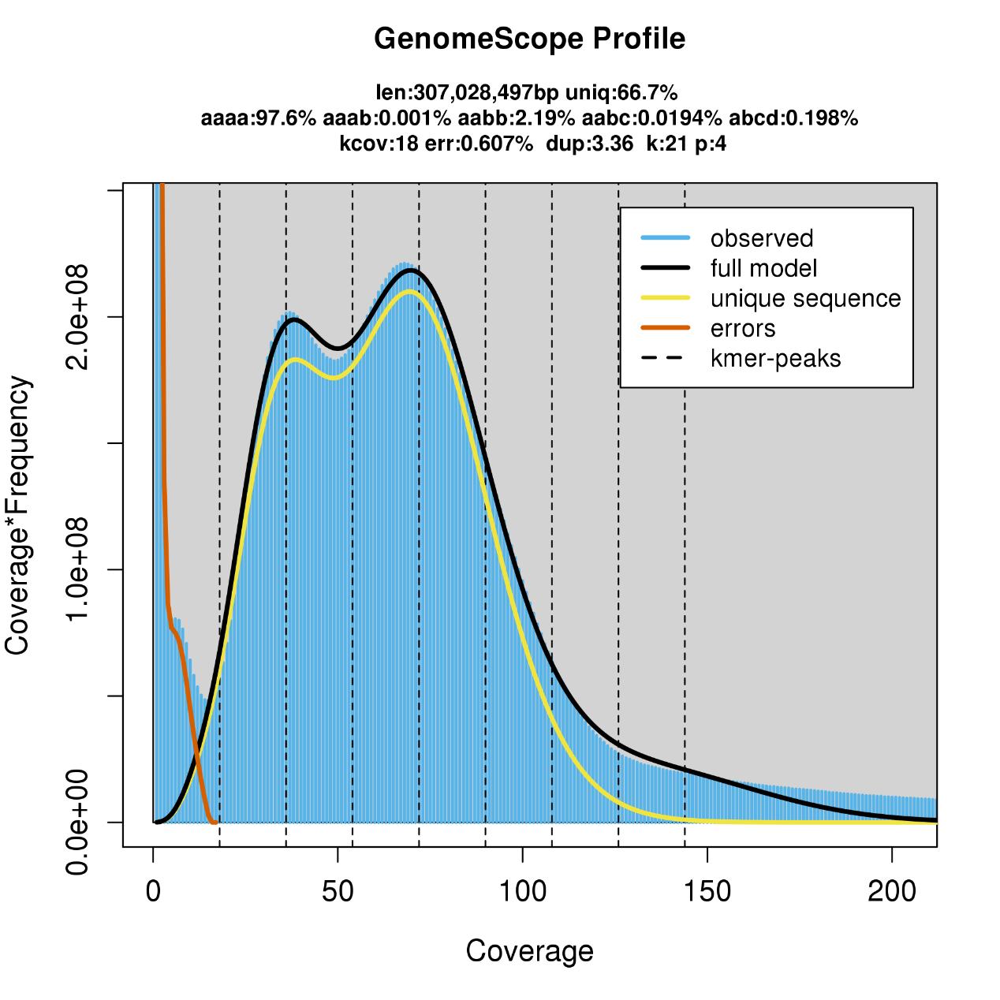 GenomeScope Profile
len:307,028,497bp uniq:66.7%
aaaa:97.6% aaab:0.001% aabb:2.19% aabc:0.0194% abcd:0.198%
kcov:18 err:0.607%  dup:3.36  k:21 p:4
observed
full model
unique sequence
errors
kmer-peaks
Coverage*Frequency
2.0e+08
1.0e+08
0.0e+00
0 50 100 150 200
Coverage